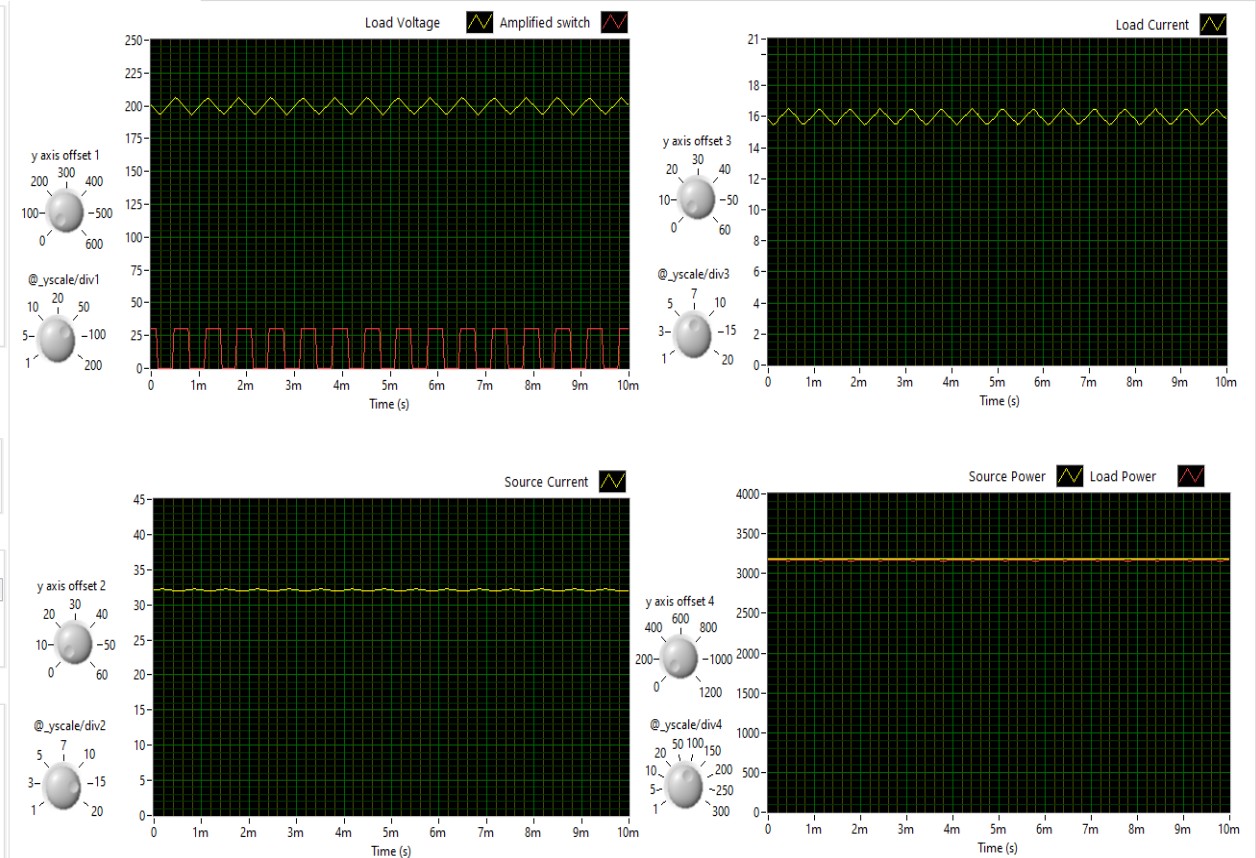 Load Voltage Amplified switch
250
225
200
175
150
125
100
75
50
25
0
0 1m 2m 3m 4m 5m 6m 7m 8m 9m 10m
Time (s)
y axis offset 1
0 100 200 300 400 500 600
@_yscale/div1
1 5 10 20 50 100 200
Load Current
21
18
16
14
12
10
8
6
4
2
0
0 1m 2m 3m 4m 5m 6m 7m 8m 9m 10m
Time (s)
y axis offset 3
0 10 20 30 40 50 60
@_yscale/div3
1 3 5 7 10 15 20
Source Current
45
40
35
30
25
20
15
10
5
0
0 1m 2m 3m 4m 5m 6m 7m 8m 9m 10m
Time (s)
y axis offset 2
0 10 20 30 40 50 60
@_yscale/div2
1 3 5 7 10 15 20
Source Power Load Power
4000
3500
3000
2500
2000
1500
1000
500
0
0 1m 2m 3m 4m 5m 6m 7m 8m 9m 10m
Time (s)
y axis offset 4
0 200 400 600 800 1000 1200
@_yscale/div4
1 5 10 20 50 100 150 200 250 300